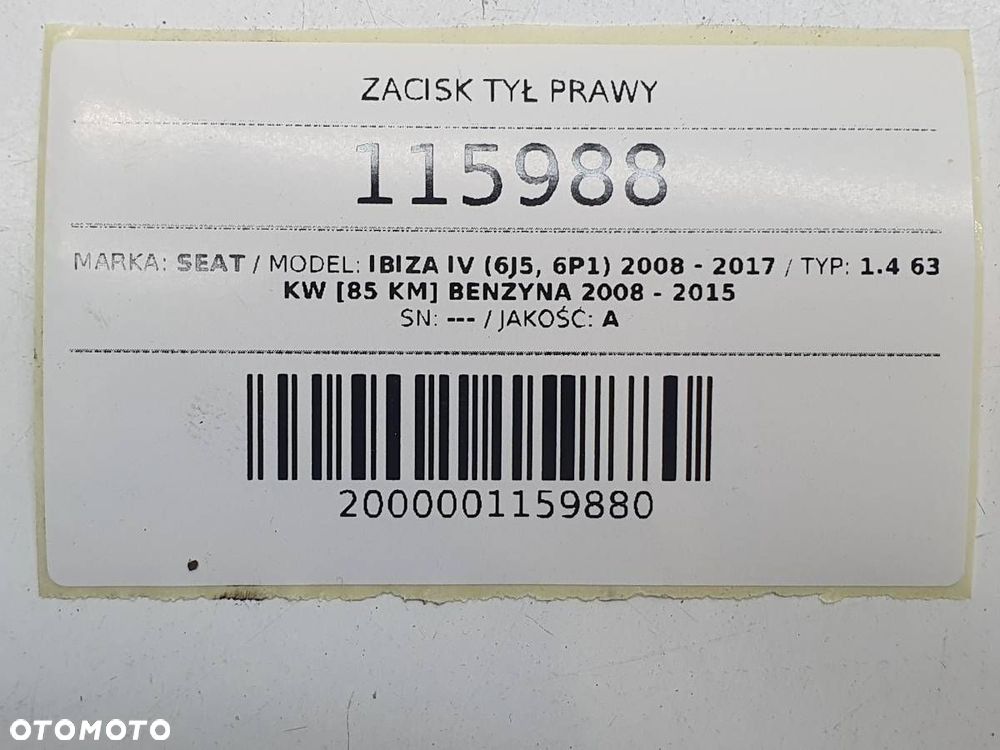 ZACISK TYŁ PRAWY
115988
MARKA: SEAT / MODEL: IBIZA IV (6J5, 6P1) 2008 - 2017 / TYP: 1.4 63
KW [85 KM] BENZYNA 2008 - 2015
SN: --- / JAKOŚĆ: A
2000001159880
OTOMOTO